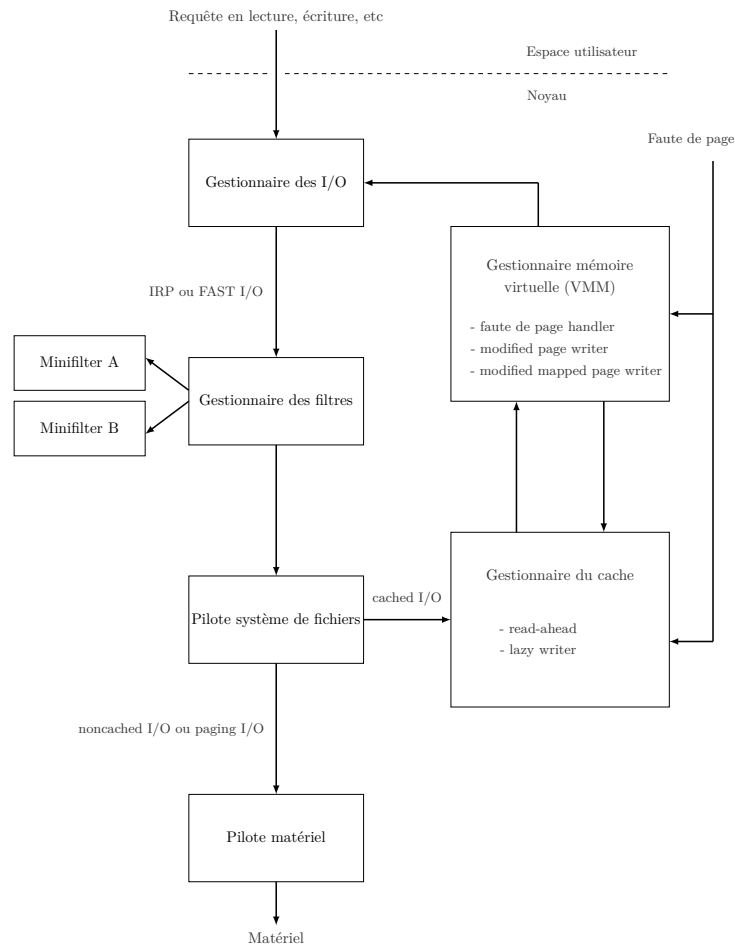 Requête en lecture, écriture, etc
Espace utilisateur
Noyau
Faute de page
Gestionnaire des I/O
Gestionnaire mémoire
virtuelle (VMM)
- faute de page handler
- modified page writer
- modified mapped page writer
IRP ou FAST I/O
Minifilter A
Gestionnaire des filtres
Minifilter B
Gestionnaire du cache
- read-ahead
- lazy writer
cached I/O
Pilote système de fichiers
noncached I/O ou paging I/O
Pilote matériel
Matériel